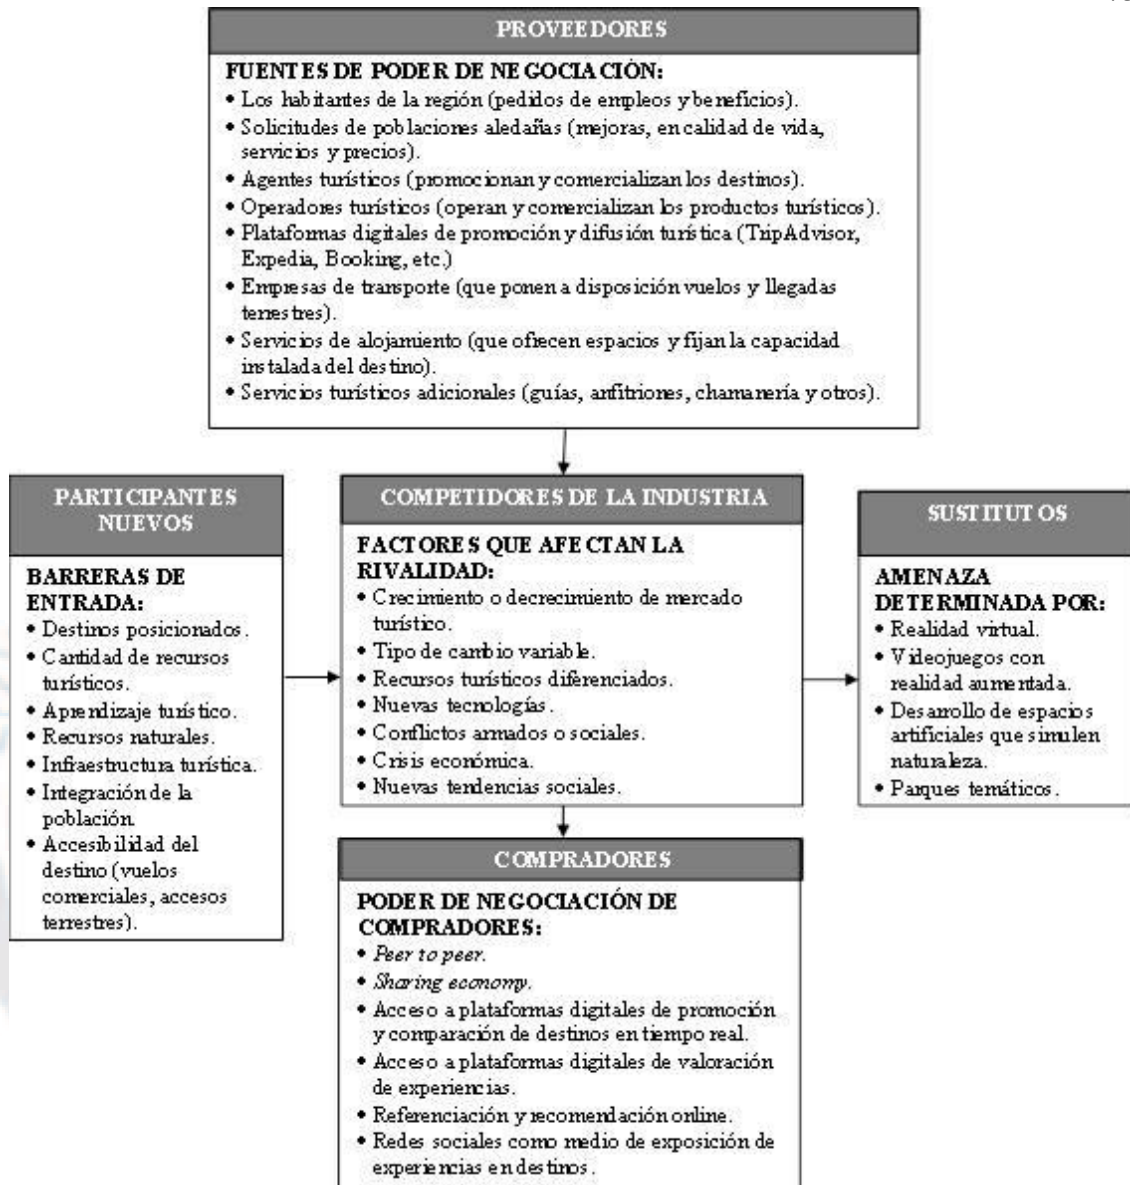 PROVEEDORES
FUENTES DE PODER DE NEGOCIACIÓN:
• Los habitantes de la región (pedidos de empleos y beneficios).
• Solicitudes de poblaciones aledañas (mejoras, en calidad de vida,
servicios y precios).
• Agentes turísticos (promocionan y comercializan los destinos).
• Operadores turísticos (operan y comercializan los productos turísticos).
• Plataformas digitales de promoción y difusión turística (TripAdvisor,
Expedia, Booking, etc.)
• Empresas de transporte (que ponen a disposición vuelos y llegadas
terrestres).
• Servicios de alojamiento (que ofrecen espacios y fijan la capacidad
instalada del destino).
• Servicios turísticos adicionales (guías, anfitriones, chamanería y otros).
PARTICIPANTES
NUEVOS
BARRERAS DE
ENTRADA:
• Destinos posicionados.
• Cantidad de recursos
turísticos.
• Aprendizaje turístico.
• Recursos naturales.
• Infraestructura turística.
• Integración de la
población
• Accesibilidad del
destino (vuelos
comerciales, accesos
terrestres).
COMPETIDORES DE LA INDUSTRIA
FACTORES QUE AFECTAN LA
RIVALIDAD:
• Crecimiento o decrecimiento de mercado
turístico.
• Tipo de cambio variable.
• Recursos turísticos diferenciados.
• Nuevas tecnologías.
• Conflictos armados o sociales.
• Crisis económica.
• Nuevas tendencias sociales.
SUSTITUTOS
AMENAZA
DETERMINADA POR:
• Realidad virtual.
• Videojuegos con
realidad aumentada.
• Desarrollo de espacios
artificiales que simulen
naturaleza.
• Parques temáticos.
COMPRADORES
PODER DE NEGOCIACIÓN DE
COMPRADORES:
• Peer to peer.
• Sharing economy.
• Acceso a plataformas digitales de promoción
y comparación de destinos en tiempo real.
• Acceso a plataformas digitales de valoración
de experiencias.
• Referenciación y recomendación online.
• Redes sociales como medio de exposición de
experiencias en destinos.